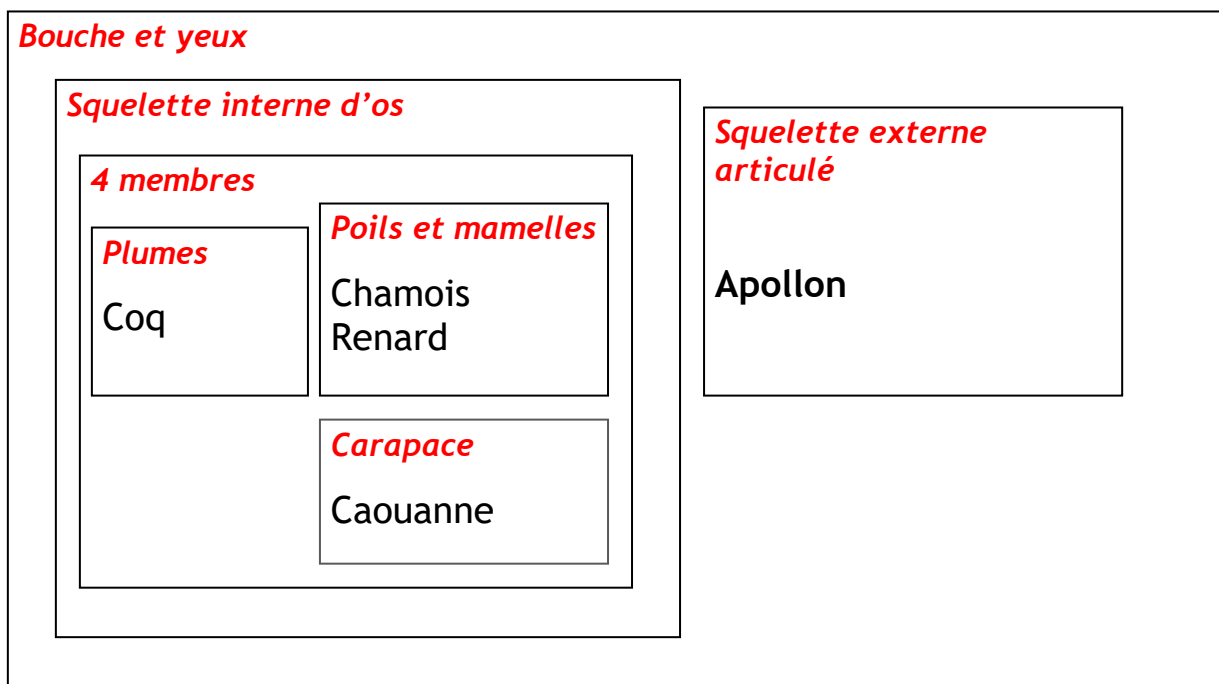 Bouche et yeux
Squelette interne d’os
4 membres
Plumes
Coq
Poils et mamelles
Chamois
Renard
Carapace
Caouanne
Squelette externe
articulé
Apollon